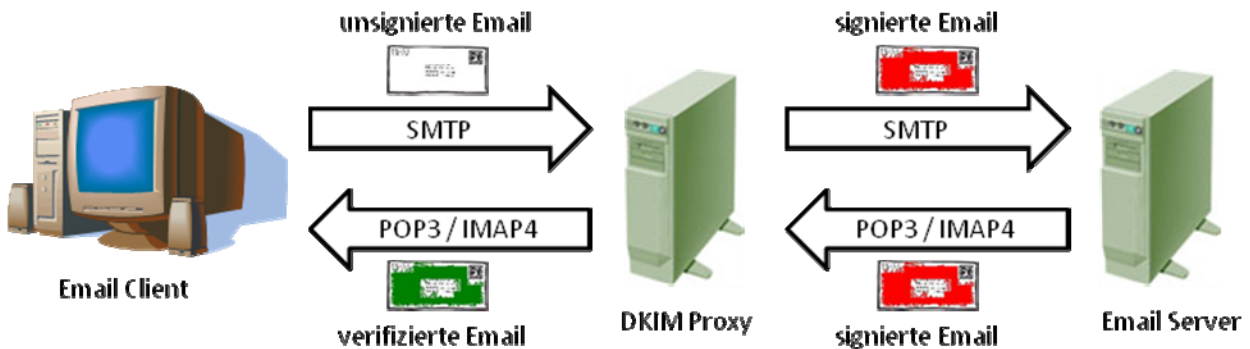 unsignierte Email
signierte Email
SMTP
SMTP
POP3 / IMAP4
POP3 / IMAP4
Email Client
DKIM Proxy
Email Server
verifizierte Email
signierte Email